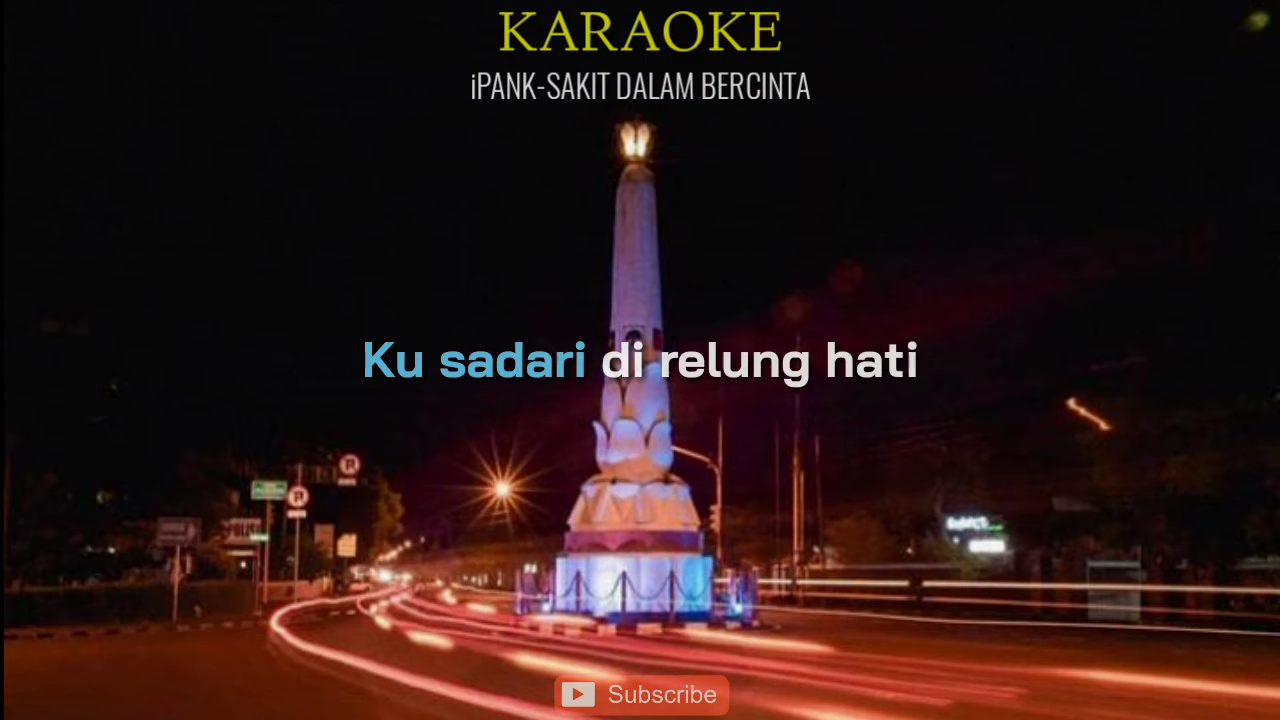 KARAOKE
iPANK-SAKIT DALAM BERCINTA
Ku sadari di relung hati
Subscribe